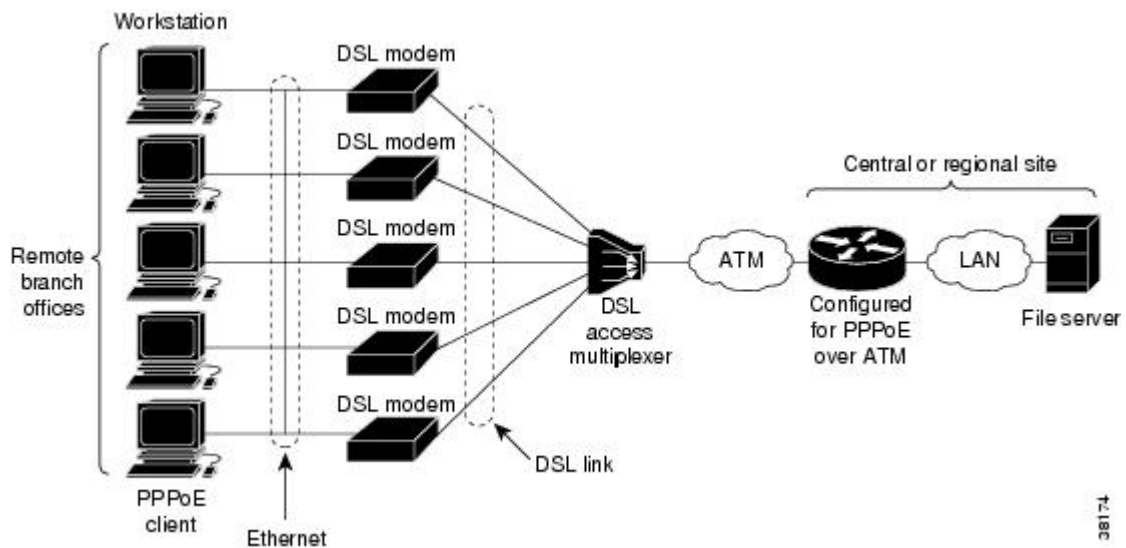 Workstation
DSL modem
DSL modem
DSL modem
DSL modem
DSL modem
Remote
branch
offices
PPPoE
client
Ethernet
DSL link
DSL
access
multiplexer
ATM
Central or regional site
Configured
for PPPoE
over ATM
LAN
File server
38174